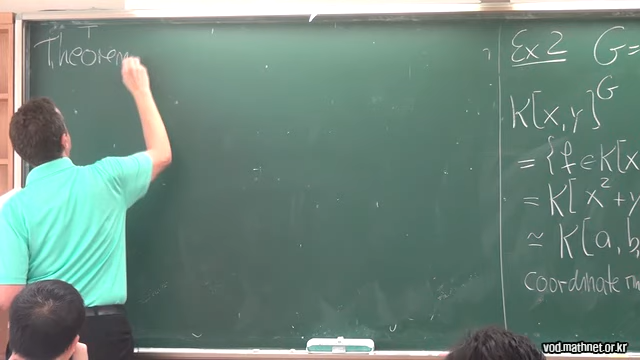 Theorem
Ex 2 G =
K[x, y]^G
= {f ∈ K[x
= K[x² + y
≃ K[a, b,
coordinate
vod.mathnet.or.kr